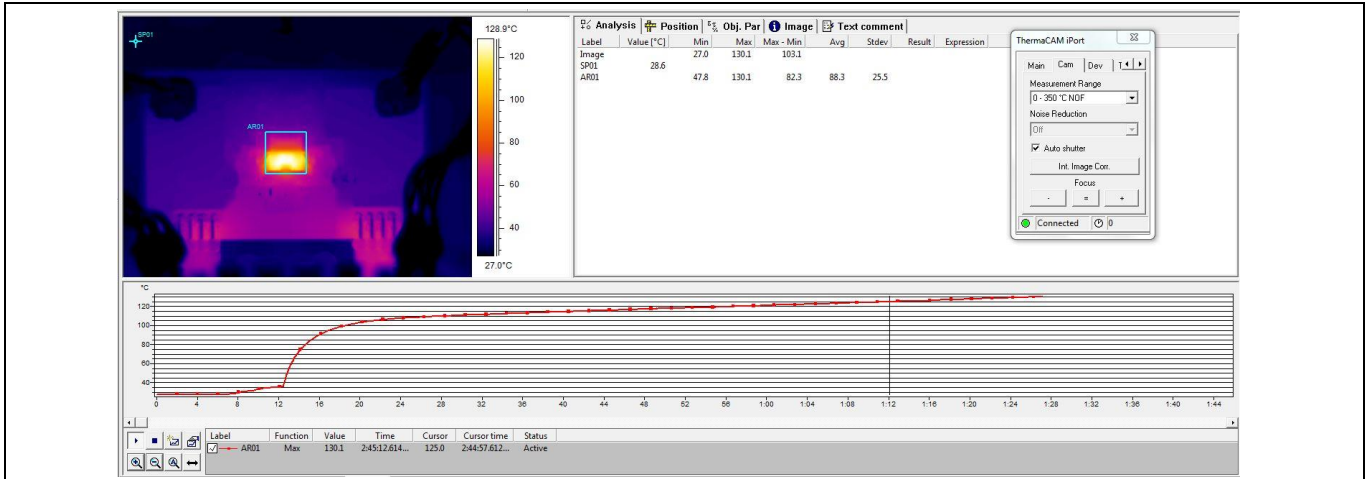 SP01
AR01
128.9°C
120
100
80
60
40
27.0°C
Analysis Position Obj. Par Image Text comment
Label Value [°C] Min Max Max - Min Avg Stdev Result Expression
Image 27.0 130.1 103.1
SP01 28.6
AR01 47.8 130.1 82.3 88.3 25.5
ThermaCAM iPort
Main Cam Dev
Measurement Range
0 - 350 °C NOF
Noise Reduction
Off
Auto shutter
Int. Image Corr.
Focus
- = +
Connected 0
°C
120
100
80
60
40
0 4 8 12 16 20 24 28 32 36 40 44 48 52 56 1:00 1:04 1:08 1:12 1:16 1:20 1:24 1:28 1:32 1:36 1:40 1:44
Label Function Value Time Cursor Cursor time Status
AR01 Max 130.1 2:45:12.614... 125.0 2:44:57.612... Active